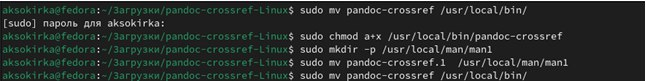 aksokirka@fedora:~/Загрузки/pandoc-crossref-Linux$ sudo mv pandoc-crossref /usr/local/bin/
[sudo] пароль для aksokirka:
aksokirka@fedora:~/Загрузки/pandoc-crossref-Linux$ sudo chmod a+x /usr/local/bin/pandoc-crossref
aksokirka@fedora:~/Загрузки/pandoc-crossref-Linux$ sudo mkdir -p /usr/local/man/man1
aksokirka@fedora:~/Загрузки/pandoc-crossref-Linux$ sudo mv pandoc-crossref.1  /usr/local/man/man1
aksokirka@fedora:~/Загрузки/pandoc-crossref-Linux$ sudo mv pandoc-crossref /usr/local/bin/